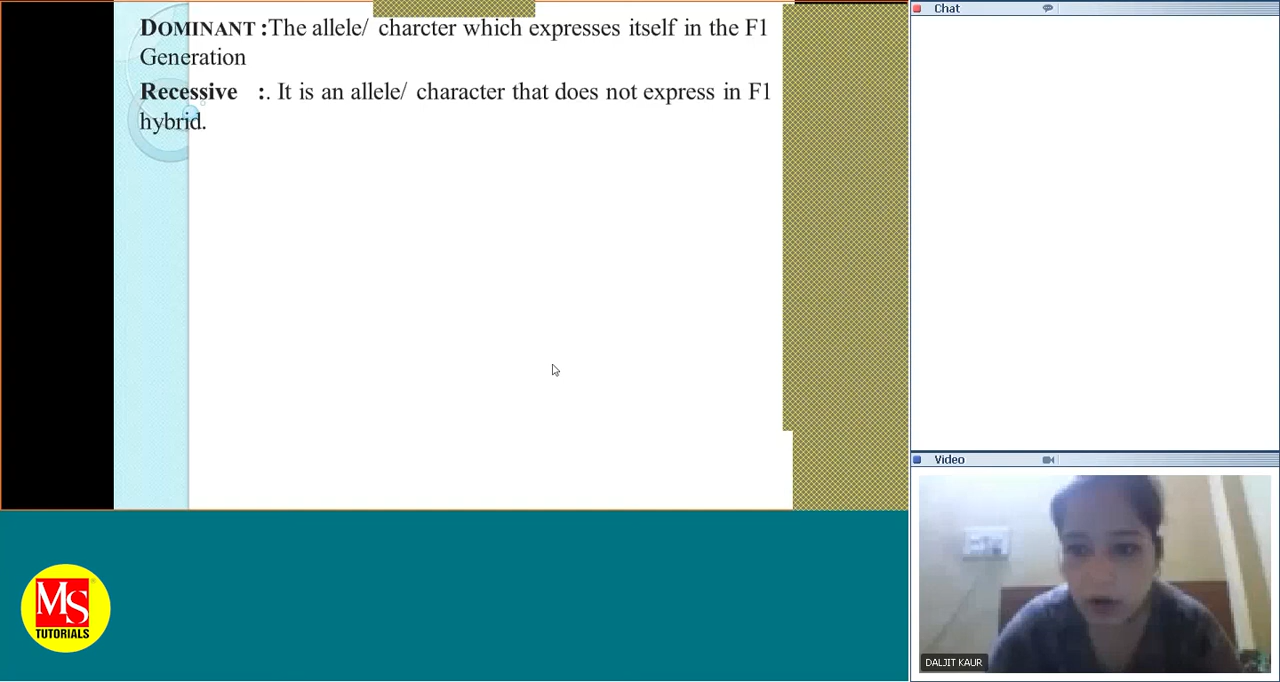 DOMINANT :The allele/ charcter which expresses itself in the F1
Generation
Recessive :. It is an allele/ character that does not express in F1
hybrid.
Chat
Video
DALJIT KAUR
MS
TUTORIALS